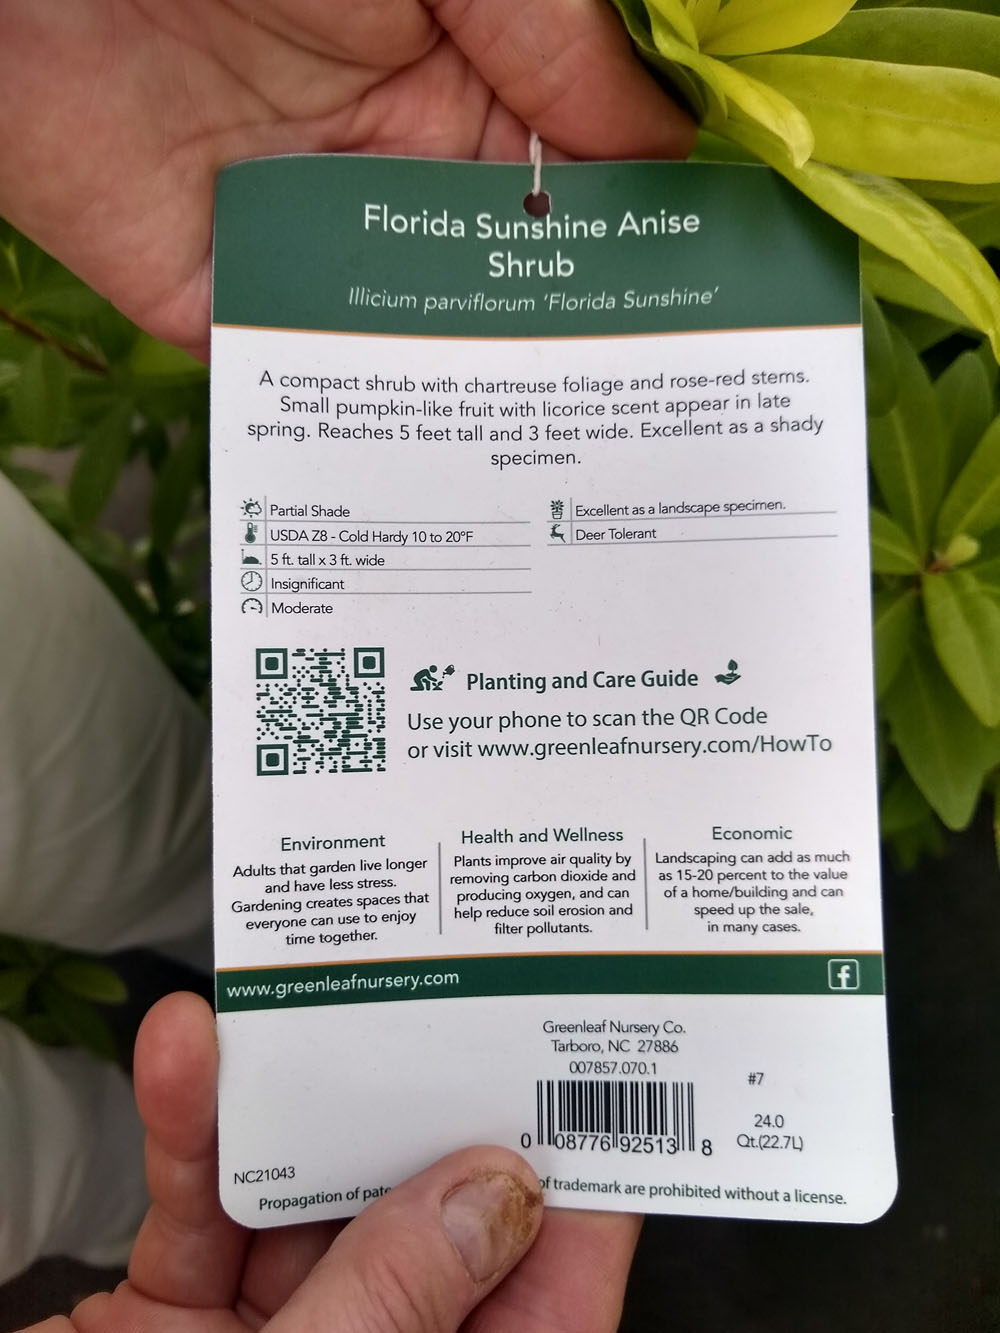 Florida Sunshine Anise
Shrub
Illicium parviflorum 'Florida Sunshine'
A compact shrub with chartreuse foliage and rose-red stems.
Small pumpkin-like fruit with licorice scent appear in late
spring. Reaches 5 feet tall and 3 feet wide. Excellent as a shady
specimen.
Partial Shade
USDA Z8 - Cold Hardy 10 to 20°F
5 ft. tall x 3 ft. wide
Insignificant
Moderate
Excellent as a landscape specimen.
Deer Tolerant
Planting and Care Guide
Use your phone to scan the QR Code
or visit www.greenleafnursery.com/HowTo
Environment
Adults that garden live longer
and have less stress.
Gardening creates spaces that
everyone can use to enjoy
time together.
Health and Wellness
Plants improve air quality by
removing carbon dioxide and
producing oxygen, and can
help reduce soil erosion and
filter pollutants.
Economic
Landscaping can add as much
as 15-20 percent to the value
of a home/building and can
speed up the sale,
in many cases.
www.greenleafnursery.com
f
Greenleaf Nursery Co.
Tarboro, NC 27886
007857.070.1
0 08776 92513 8
#7
24.0
Qt.(22.7L)
NC21043
Propagation of of trademark are prohibited without a license.